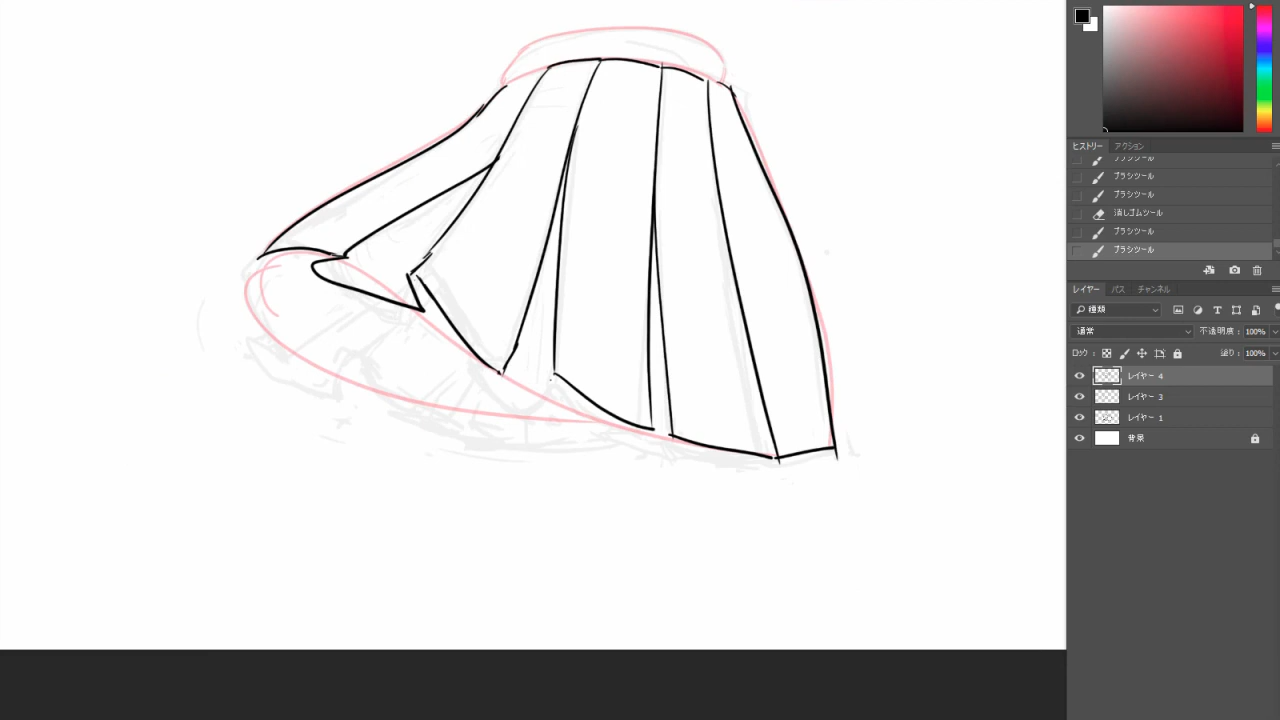 ヒストリー アクション
ブラシツール
ブラシツール
ブラシツール
消しゴムツール
ブラシツール
ブラシツール
レイヤー パス チャンネル
種類
通常 不透明度: 100%
ロック: 塗り: 100%
レイヤー 4
レイヤー 3
レイヤー 1
背景